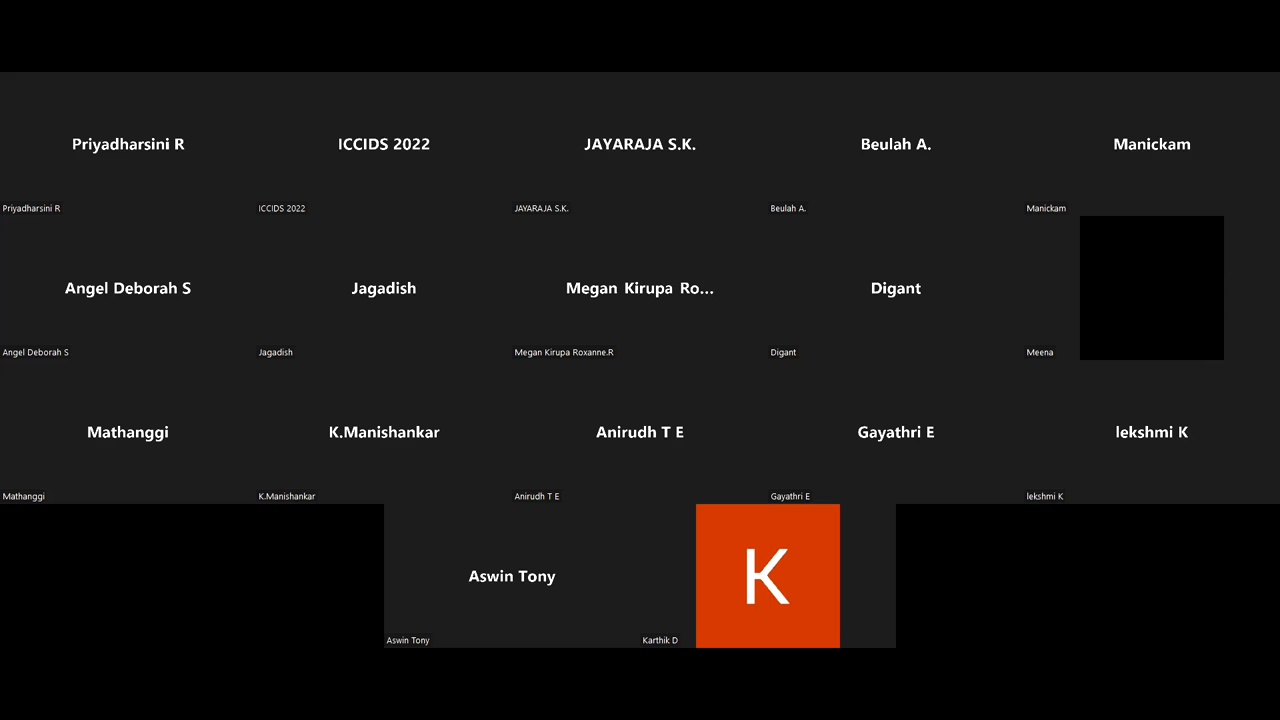 Priyadharsini R
ICCIDS 2022
JAYARAJA S.K.
Beulah A.
Manickam
Priyadharsini R
ICCIDS 2022
JAYARAJA S.K.
Beulah A.
Manickam
Angel Deborah S
Jagadish
Megan Kirupa Ro...
Digant
Angel Deborah S
Jagadish
Megan Kirupa Roxanne.R
Digant
Meena
Mathanggi
K.Manishankar
Anirudh T E
Gayathri E
lekshmi K
Mathanggi
K.Manishankar
Anirudh T E
Gayathri E
lekshmi K
Aswin Tony
K
Aswin Tony
Karthik D